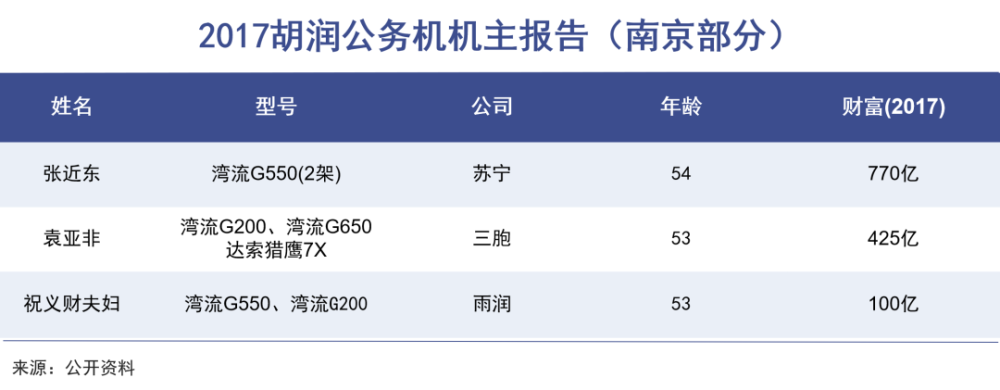 2017胡润公务机机主报告（南京部分）
姓名 型号 公司 年龄 财富(2017)
张近东 湾流G550(2架) 苏宁 54 770亿
袁亚非 湾流G200、湾流G650 三胞 53 425亿
达索猎鹰7X
祝义财夫妇 湾流G550、湾流G200 雨润 53 100亿
来源：公开资料